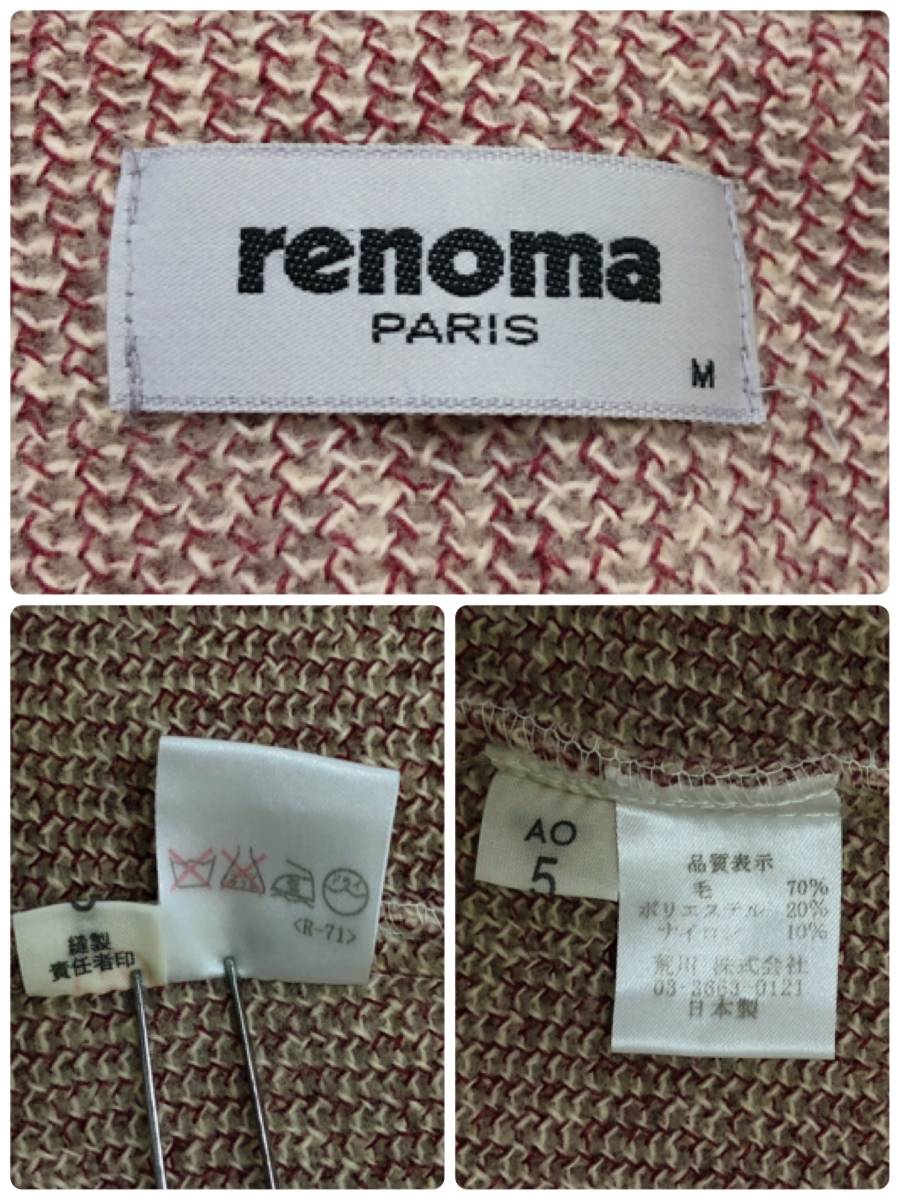 renoma
PARIS
M
縫製
責任者印
<R-71>
AO
5
品質表示
毛 70%
ポリエステル 20%
ナイロン 10%
荒川 株式会社
03-3663-0121
日本製